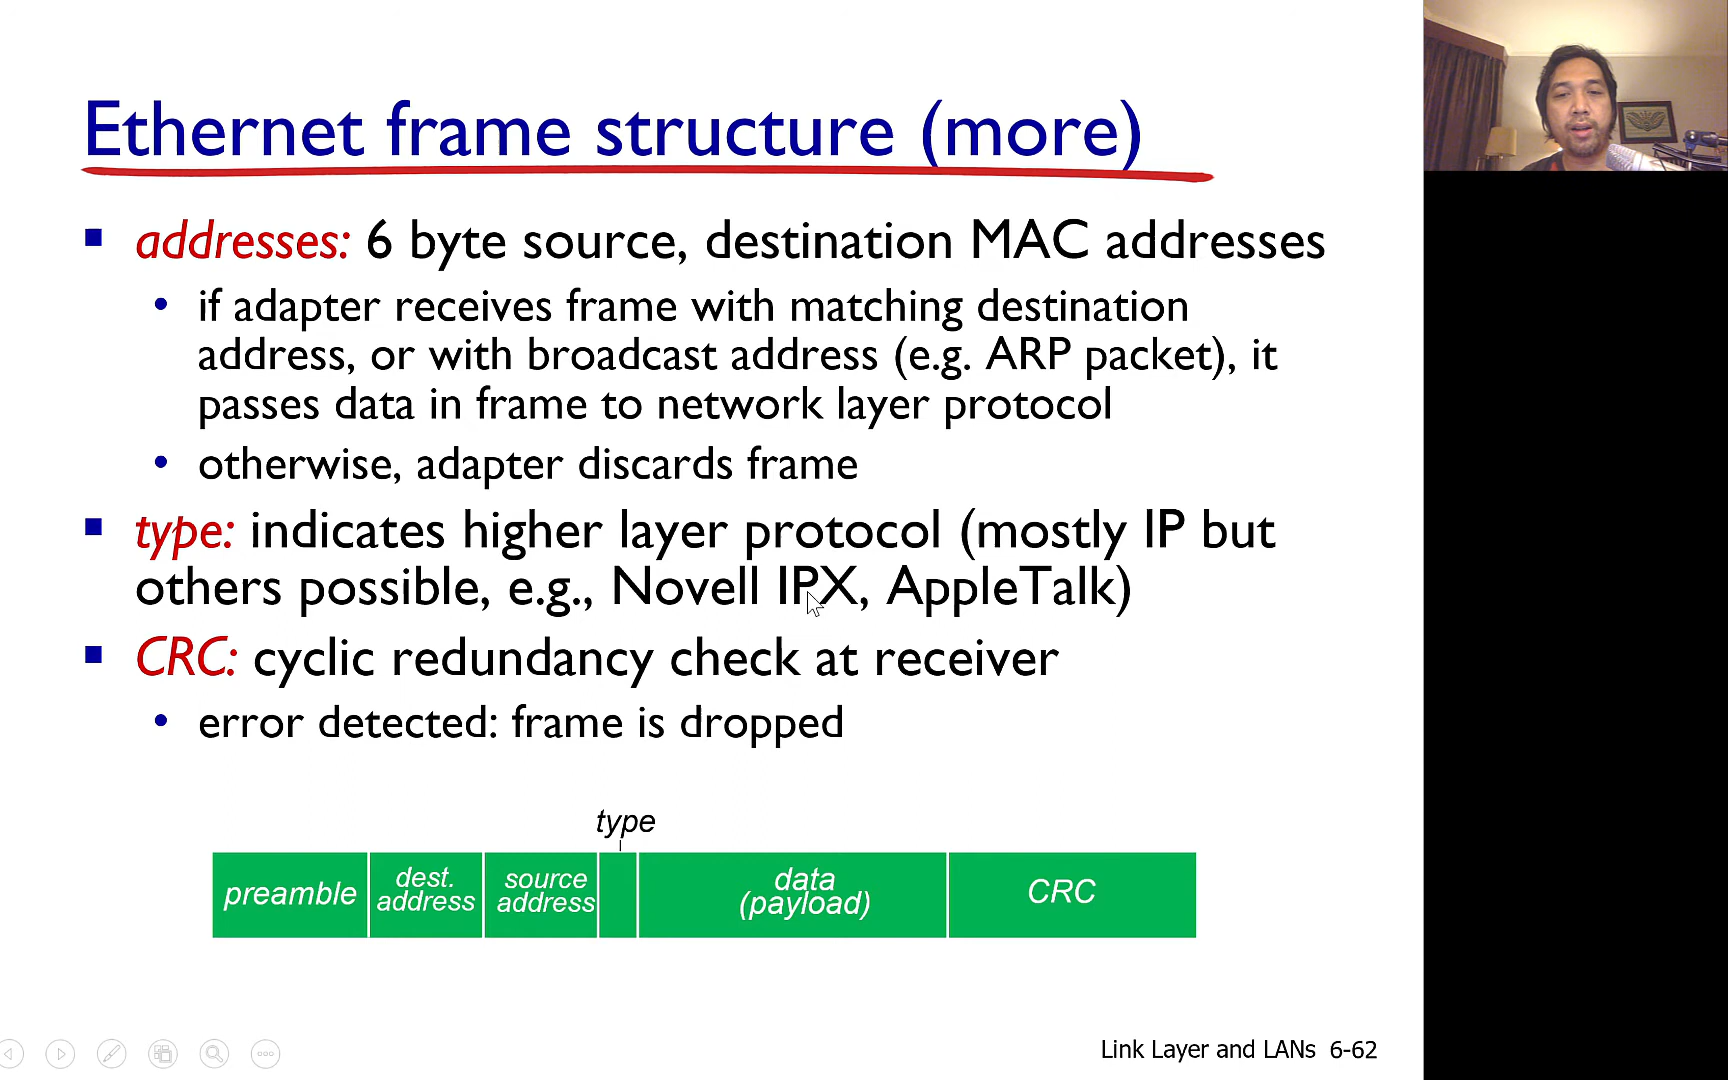 Ethernet frame structure (more)
addresses: 6 byte source, destination MAC addresses
if adapter receives frame with matching destination
address, or with broadcast address (e.g. ARP packet), it
passes data in frame to network layer protocol
otherwise, adapter discards frame
type: indicates higher layer protocol (mostly IP but
others possible, e.g., Novell IPX, AppleTalk)
CRC: cyclic redundancy check at receiver
error detected: frame is dropped
type
preamble
dest.
address
source
address
data
(payload)
CRC
Link Layer and LANs 6-62